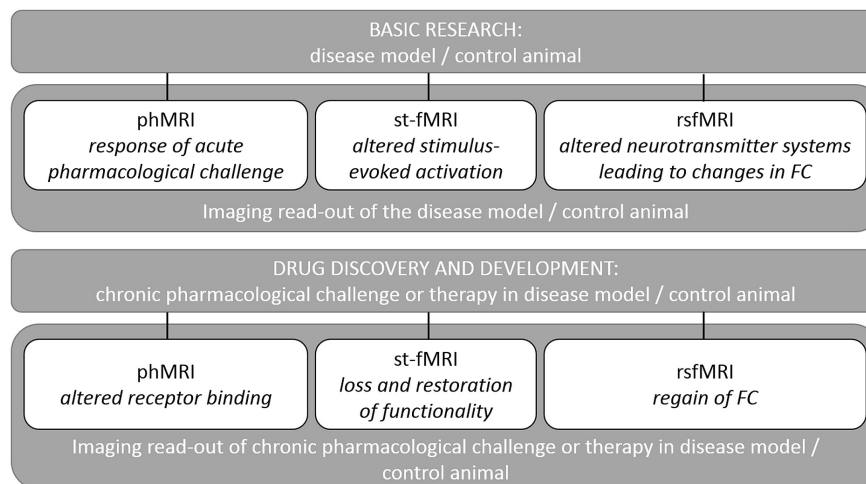 BASIC RESEARCH:
disease model / control animal
phMRI
response of acute
pharmacological challenge
st-fMRI
altered stimulus-
evoked activation
rsfMRI
altered neurotransmitter systems
leading to changes in FC
Imaging read-out of the disease model / control animal
DRUG DISCOVERY AND DEVELOPMENT:
chronic pharmacological challenge or therapy in disease model / control animal
phMRI
altered receptor binding
st-fMRI
loss and restoration
of functionality
rsfMRI
regain of FC
Imaging read-out of chronic pharmacological challenge or therapy in disease model /
control animal